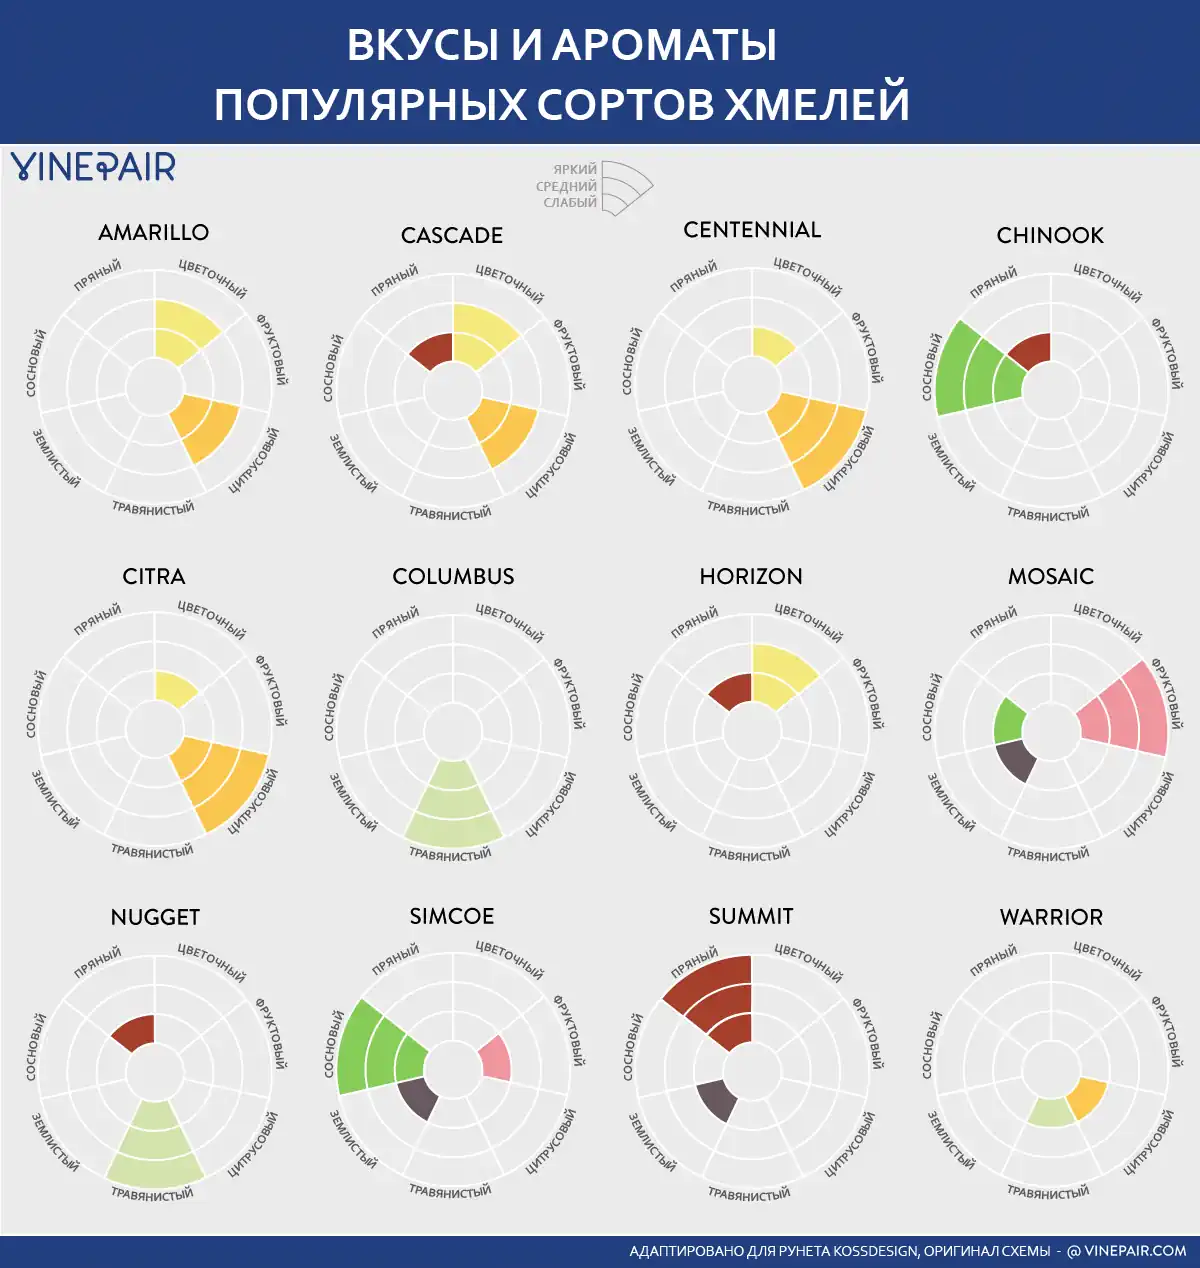 ВКУСЫ И АРОМАТЫ
ПОПУЛЯРНЫХ СОРТОВ ХМЕЛЕЙ
VINEPAIR
ЯРКИЙ
СРЕДНИЙ
СЛАБЫЙ
AMARILLO
ПРЯНЫЙ
ЦВЕТОЧНЫЙ
ФРУКТОВЫЙ
ЦИТРУСОВЫЙ
ТРАВЯНИСТЫЙ
ЗЕМЛИСТЫЙ
СОСНОВЫЙ
CASCADE
ПРЯНЫЙ
ЦВЕТОЧНЫЙ
ФРУКТОВЫЙ
ЦИТРУСОВЫЙ
ТРАВЯНИСТЫЙ
ЗЕМЛИСТЫЙ
СОСНОВЫЙ
CENTENNIAL
ПРЯНЫЙ
ЦВЕТОЧНЫЙ
ФРУКТОВЫЙ
ЦИТРУСОВЫЙ
ТРАВЯНИСТЫЙ
ЗЕМЛИСТЫЙ
СОСНОВЫЙ
CHINOOK
ПРЯНЫЙ
ЦВЕТОЧНЫЙ
ФРУКТОВЫЙ
ЦИТРУСОВЫЙ
ТРАВЯНИСТЫЙ
ЗЕМЛИСТЫЙ
СОСНОВЫЙ
CITRA
ПРЯНЫЙ
ЦВЕТОЧНЫЙ
ФРУКТОВЫЙ
ЦИТРУСОВЫЙ
ТРАВЯНИСТЫЙ
ЗЕМЛИСТЫЙ
СОСНОВЫЙ
COLUMBUS
ПРЯНЫЙ
ЦВЕТОЧНЫЙ
ФРУКТОВЫЙ
ЦИТРУСОВЫЙ
ТРАВЯНИСТЫЙ
ЗЕМЛИСТЫЙ
СОСНОВЫЙ
HORIZON
ПРЯНЫЙ
ЦВЕТОЧНЫЙ
ФРУКТОВЫЙ
ЦИТРУСОВЫЙ
ТРАВЯНИСТЫЙ
ЗЕМЛИСТЫЙ
СОСНОВЫЙ
MOSAIC
ПРЯНЫЙ
ЦВЕТОЧНЫЙ
ФРУКТОВЫЙ
ЦИТРУСОВЫЙ
ТРАВЯНИСТЫЙ
ЗЕМЛИСТЫЙ
СОСНОВЫЙ
NUGGET
ПРЯНЫЙ
ЦВЕТОЧНЫЙ
ФРУКТОВЫЙ
ЦИТРУСОВЫЙ
ТРАВЯНИСТЫЙ
ЗЕМЛИСТЫЙ
СОСНОВЫЙ
SIMCOE
ПРЯНЫЙ
ЦВЕТОЧНЫЙ
ФРУКТОВЫЙ
ЦИТРУСОВЫЙ
ТРАВЯНИСТЫЙ
ЗЕМЛИСТЫЙ
СОСНОВЫЙ
SUMMIT
ПРЯНЫЙ
ЦВЕТОЧНЫЙ
ФРУКТОВЫЙ
ЦИТРУСОВЫЙ
ТРАВЯНИСТЫЙ
ЗЕМЛИСТЫЙ
СОСНОВЫЙ
WARRIOR
ПРЯНЫЙ
ЦВЕТОЧНЫЙ
ФРУКТОВЫЙ
ЦИТРУСОВЫЙ
ТРАВЯНИСТЫЙ
ЗЕМЛИСТЫЙ
СОСНОВЫЙ
АДАПТИРОВАНО ДЛЯ РУНЕТА KOSSDESIGN, ОРИГИНАЛ СХЕМЫ - @ VINEPAIR.COM